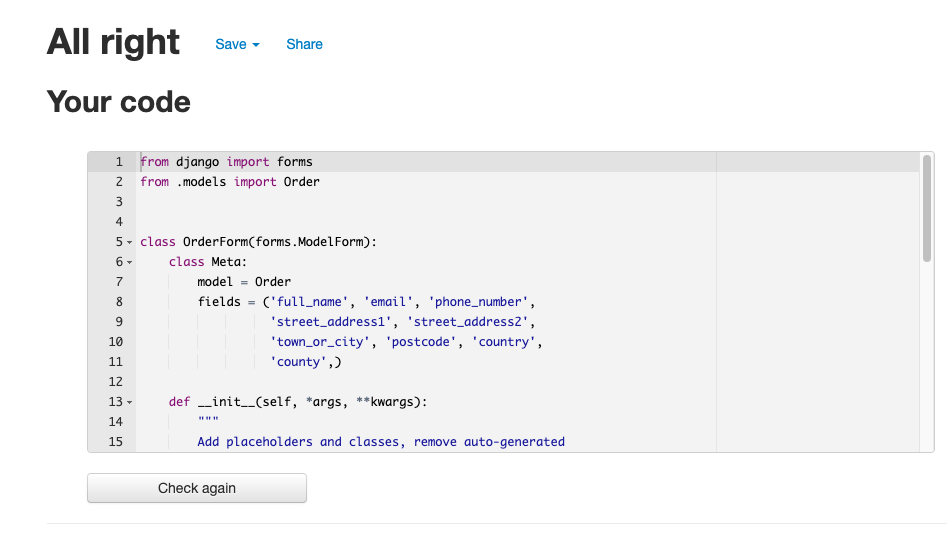 All right Save Share
Your code
1 from django import forms
2 from .models import Order
3
4
5 class OrderForm(forms.ModelForm):
6     class Meta:
7         model = Order
8         fields = ('full_name', 'email', 'phone_number',
9                   'street_address1', 'street_address2',
10                   'town_or_city', 'postcode', 'country',
11                   'county',)
12
13     def __init__(self, *args, **kwargs):
14         """
15         Add placeholders and classes, remove auto-generated
Check again